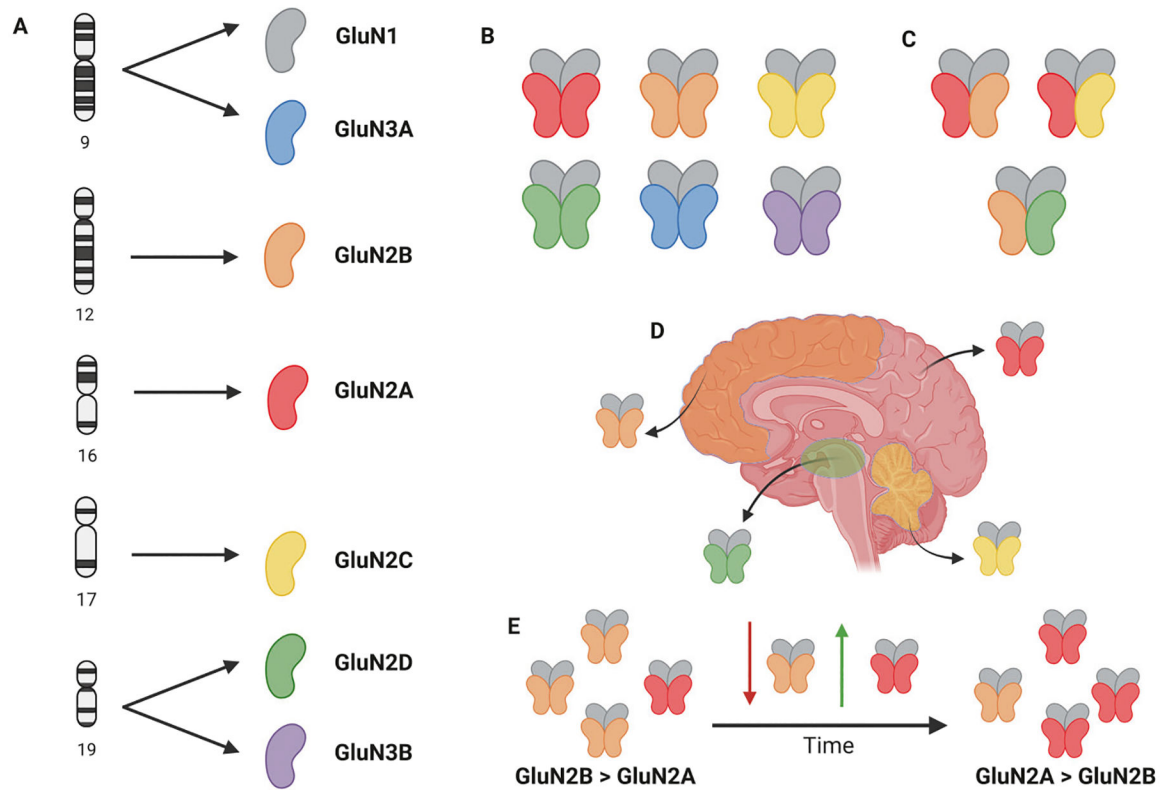 A
9
GluN1
GluN3A
12
GluN2B
16
GluN2A
17
GluN2C
19
GluN2D
GluN3B
B
C
D
E
GluN2B > GluN2A
Time
GluN2A > GluN2B